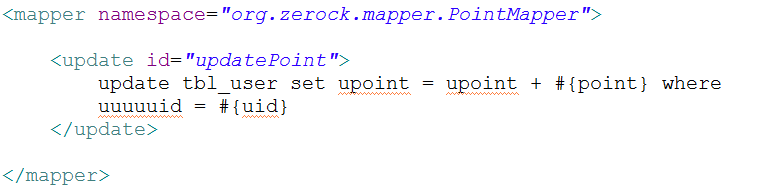 <mapper namespace="org.zerock.mapper.PointMapper">
<update id="updatePoint">
update tbl_user set upoint = upoint + #{point} where
uuuuuid = #{uid}
</update>
</mapper>